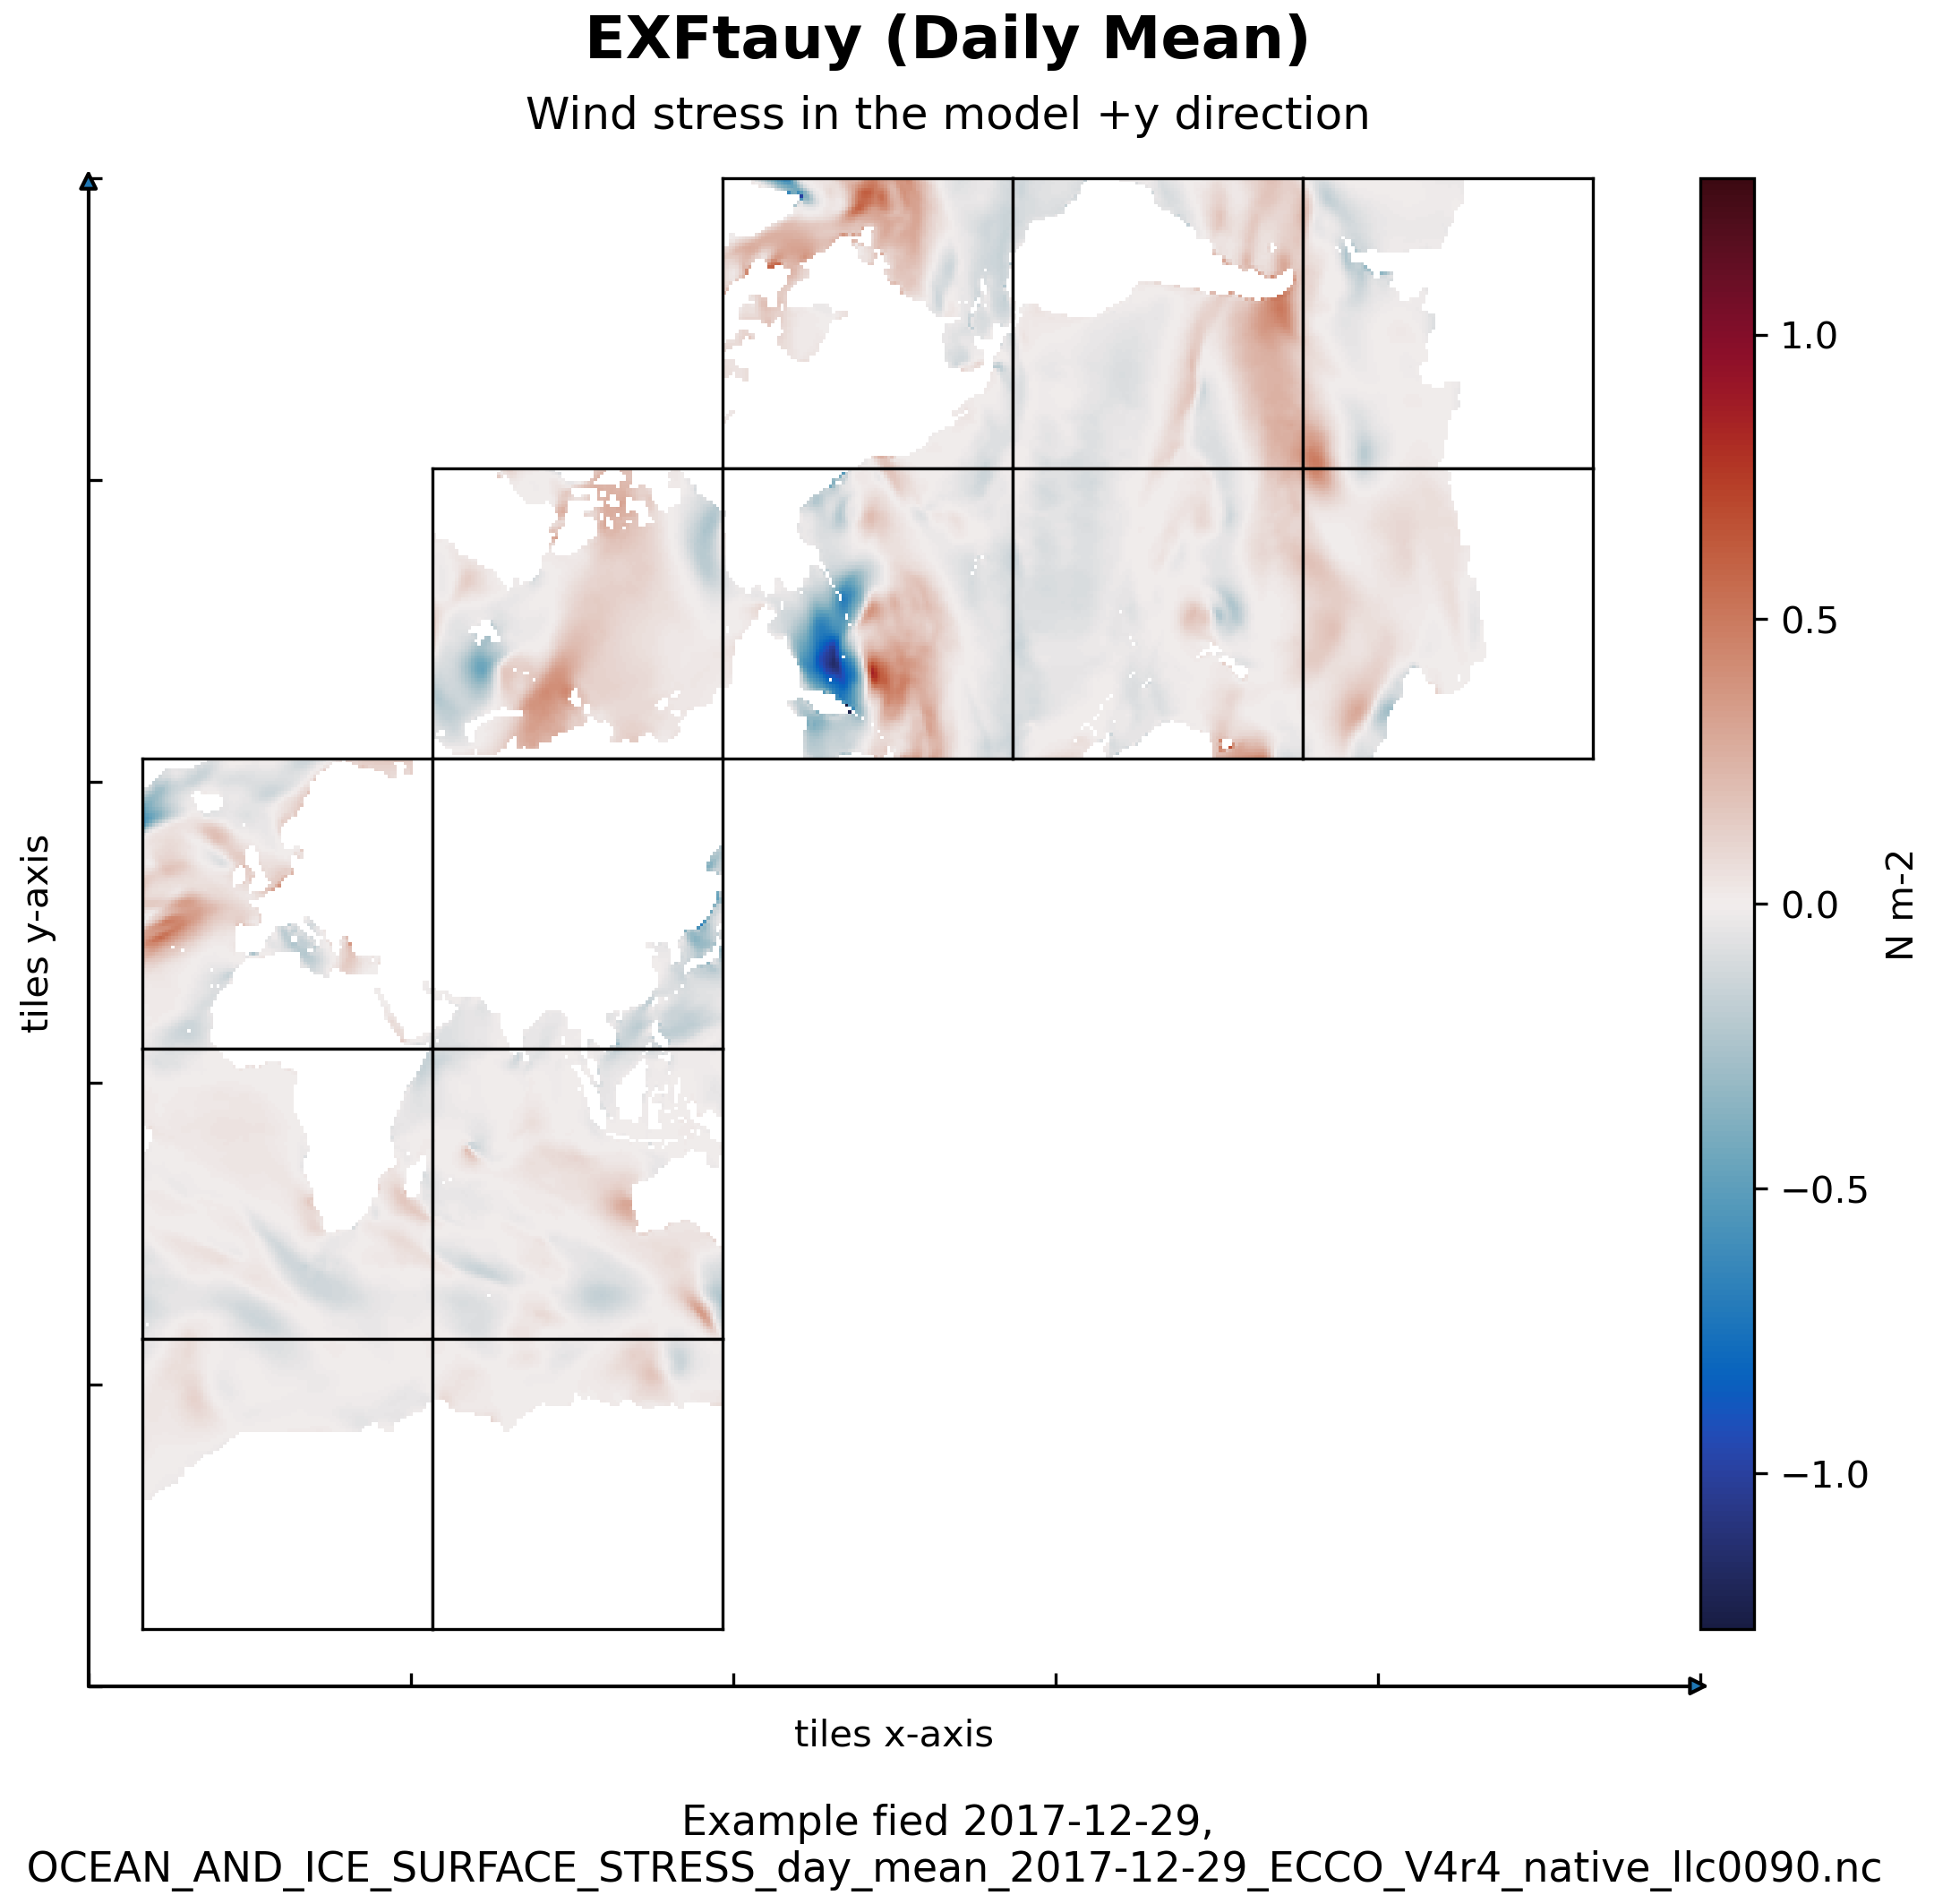 EXFtauy (Daily Mean)
Wind stress in the model +y direction
1.0
0.5
0.0
−0.5
−1.0
N m-2
tiles y-axis
tiles x-axis
Example fied 2017-12-29,
OCEAN_AND_ICE_SURFACE_STRESS_day_mean_2017-12-29_ECCO_V4r4_native_llc0090.nc